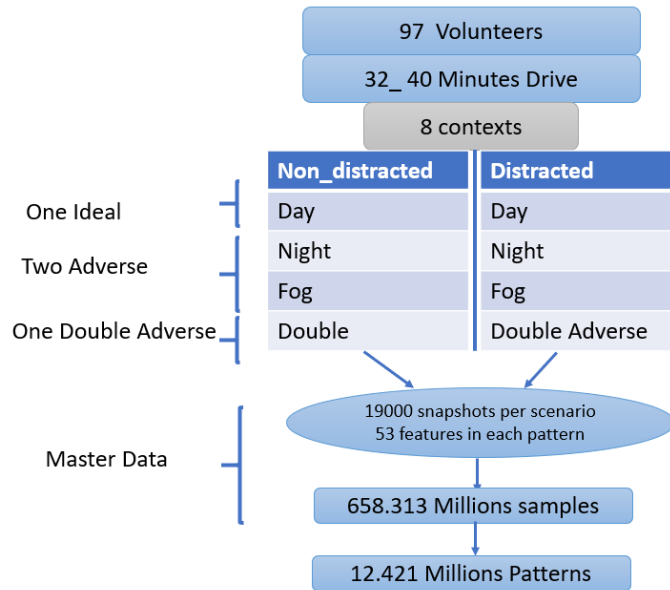 97 Volunteers
32_ 40 Minutes Drive
8 contexts
Non_distracted
Distracted
One Ideal
Day
Day
Two Adverse
Night
Night
Fog
Fog
One Double Adverse
Double
Double Adverse
19000 snapshots per scenario
53 features in each pattern
Master Data
658.313 Millions samples
12.421 Millions Patterns